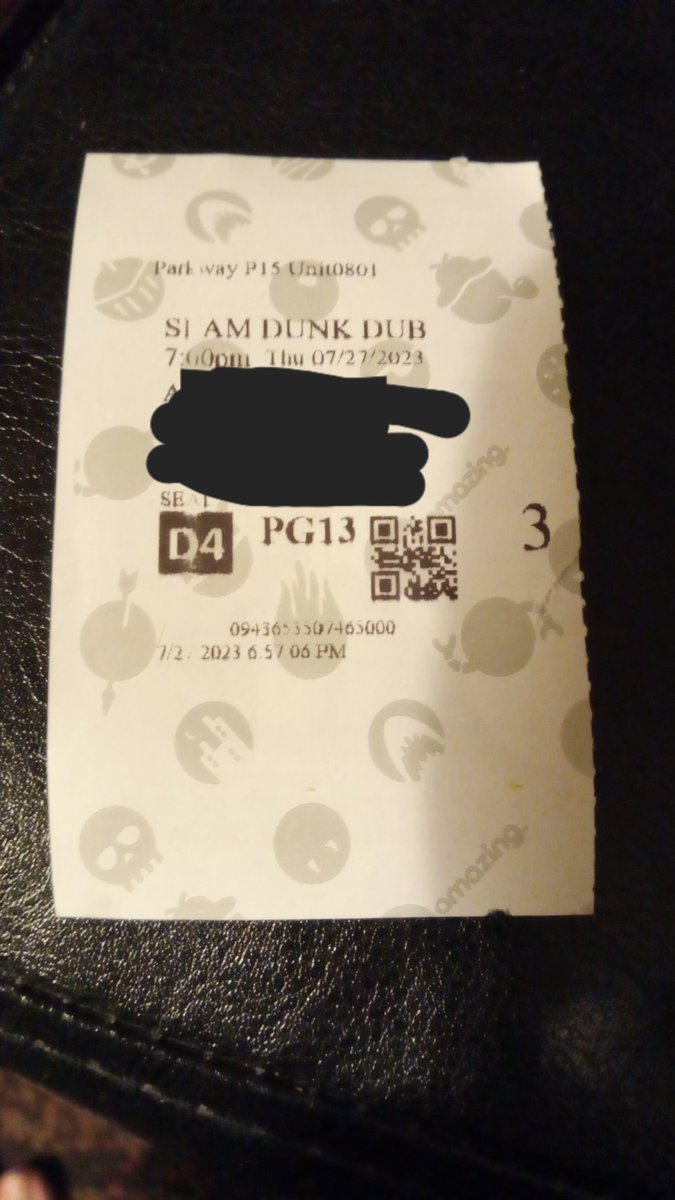 Parkway P15 Unit0801
SLAM DUNK DUB
7:00pm Thu 07/27/2023
A
SEAT
amazing.
D4 PG13
3
2023 6:57:06 PM
amazing.